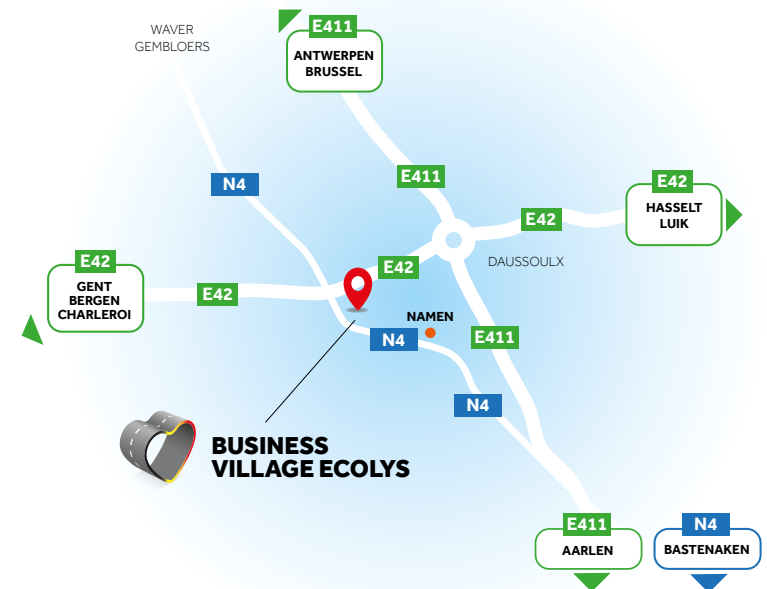 WAVER
GEMBLOERS
E411
ANTWERPEN
BRUSSEL
E411
N4
E42
HASSELT
LUIK
E42
DAUSSOULX
E42
GENT
BERGEN
CHARLEROI
E42
E42
NAMEN
N4
E411
N4
BUSINESS
VILLAGE ECOLYS
E411
AARLEN
N4
BASTENAKEN